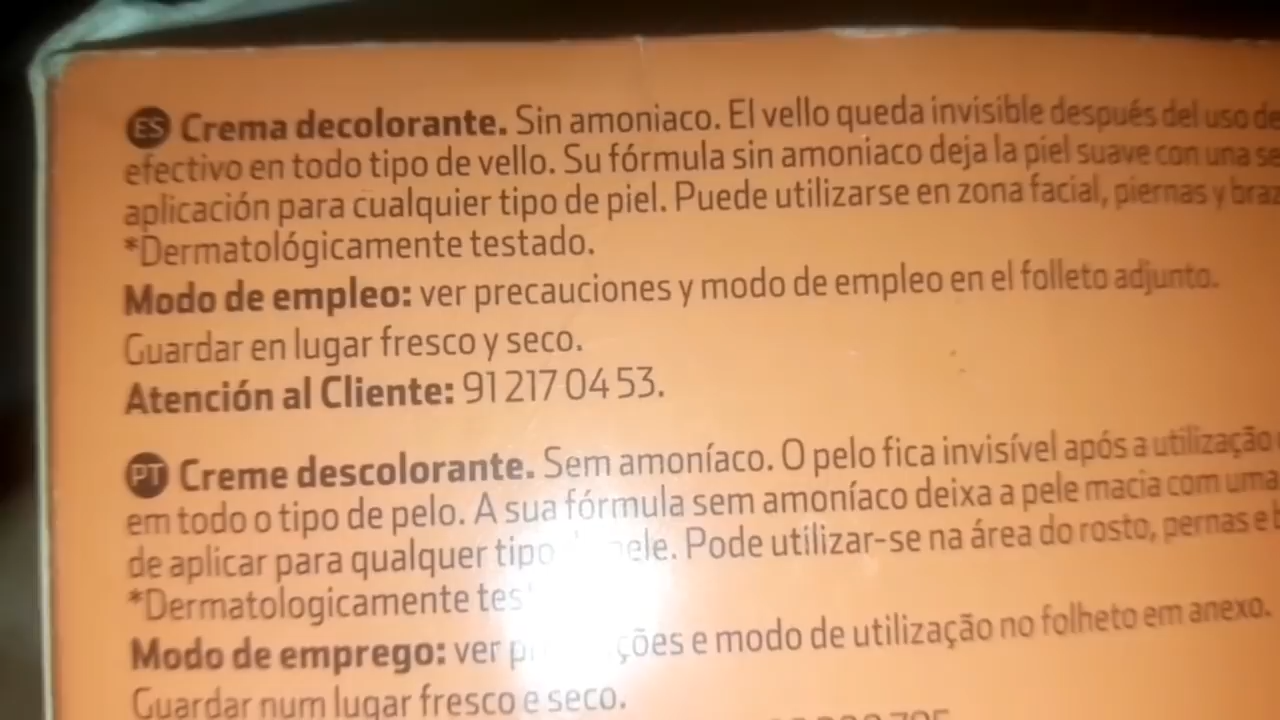 ES Crema decolorante. Sin amoniaco. El vello queda invisible después del uso de
efectivo en todo tipo de vello. Su fórmula sin amoniaco deja la piel suave con una
aplicación para cualquier tipo de piel. Puede utilizarse en zona facial, piernas y
*Dermatológicamente testado.
Modo de empleo: ver precauciones y modo de empleo en el folleto adjunto.
Guardar en lugar fresco y seco.
Atención al Cliente: 91 217 04 53.
PT Creme descolorante. Sem amoníaco. O pelo fica invisível após a utilização
em todo o tipo de pelo. A sua fórmula sem amoníaco deixa a pele macia com uma
de aplicar para qualquer tipo pele. Pode utilizar-se na área do rosto, pernas e
*Dermatologicamente
Modo de emprego: ver e modo de utilização no folheto em anexo.
Guardar num lugar fresco e seco.